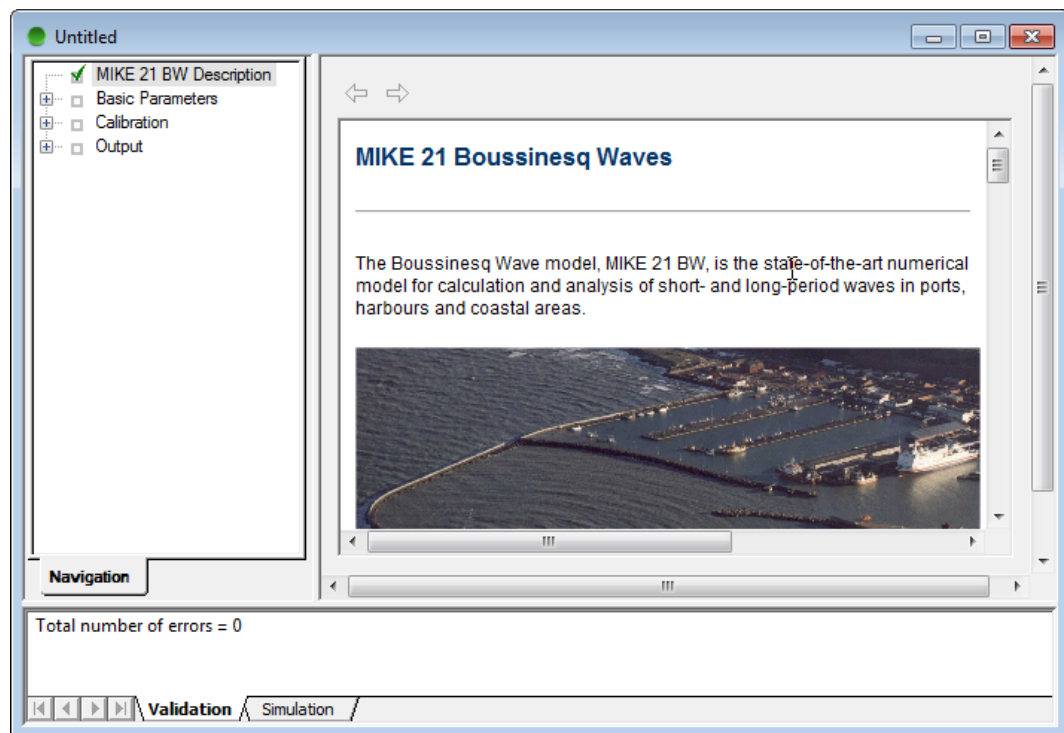 Untitled
MIKE 21 BW Description
Basic Parameters
Calibration
Output
Navigation
MIKE 21 Boussinesq Waves
The Boussinesq Wave model, MIKE 21 BW, is the state-of-the-art numerical
model for calculation and analysis of short- and long-period waves in ports,
harbours and coastal areas.
Total number of errors = 0
Validation Simulation